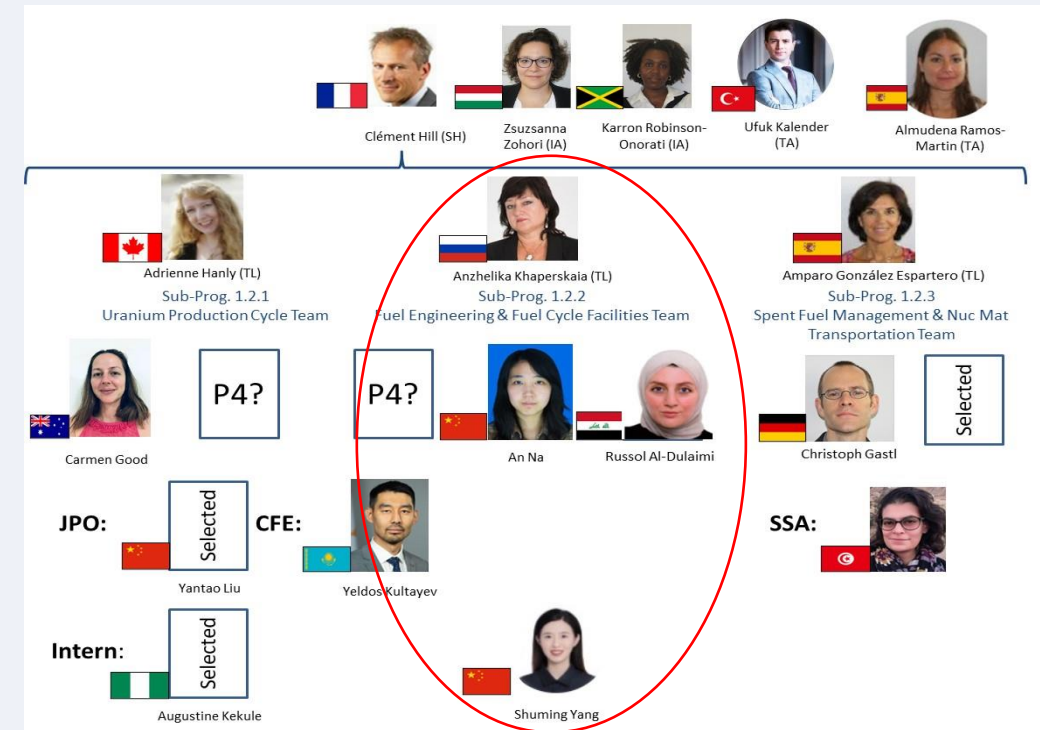 Clément Hill (SH)
Zsuzsanna
Zohori (IA)
Karron Robinson-
Onorati (IA)
Ufuk Kalender
(TA)
Almudena Ramos-
Martin (TA)
Adrienne Hanly (TL)
Sub-Prog. 1.2.1
Uranium Production Cycle Team
Anzhelika Khaperskaia (TL)
Sub-Prog. 1.2.2
Fuel Engineering & Fuel Cycle Facilities Team
Amparo González Espartero (TL)
Sub-Prog. 1.2.3
Spent Fuel Management & Nuc Mat
Transportation Team
P4?
P4?
Selected
Carmen Good
An Na
Russol Al-Dulaimi
Christoph Gastl
JPO:
Selected
Yantao Liu
CFE:
Yeldos Kultayev
SSA:
Intern:
Selected
Augustine Kekule
Shuming Yang